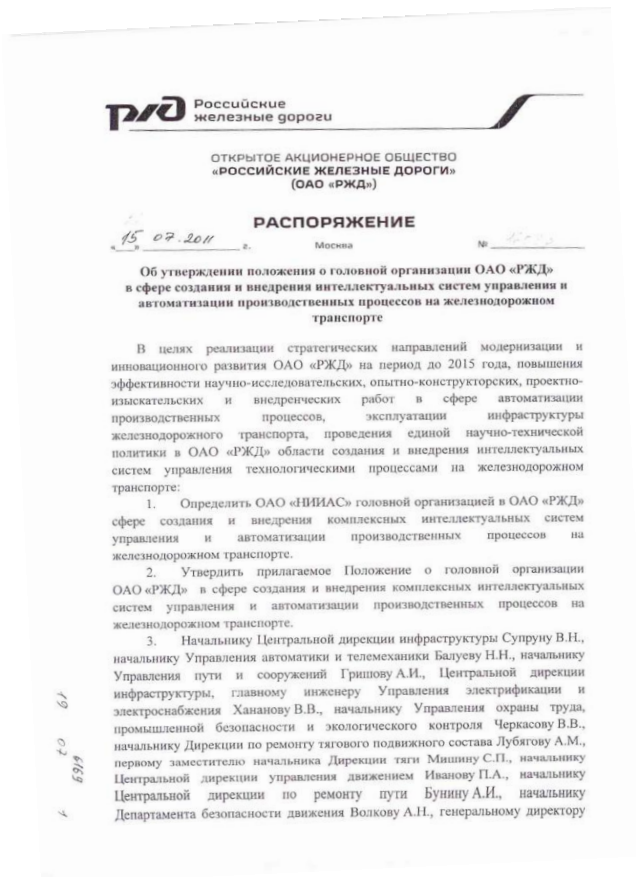 РЖД Российские
железные дороги
ОТКРЫТОЕ АКЦИОНЕРНОЕ ОБЩЕСТВО
«РОССИЙСКИЕ ЖЕЛЕЗНЫЕ ДОРОГИ»
(ОАО «РЖД»)
РАСПОРЯЖЕНИЕ
«15» 07.2011 г. Москва №
Об утверждении положения о головной организации ОАО «РЖД»
в сфере создания и внедрения интеллектуальных систем управления и
автоматизации производственных процессов на железнодорожном
транспорте
В целях реализации стратегических направлений модернизации и
инновационного развития ОАО «РЖД» на период до 2015 года, повышения
эффективности научно-исследовательских, опытно-конструкторских, проектно-
изыскательских и внедренческих работ в сфере автоматизации
производственных процессов, эксплуатации инфраструктуры
железнодорожного транспорта, проведения единой научно-технической
политики в ОАО «РЖД» области создания и внедрения интеллектуальных
систем управления технологическими процессами на железнодорожном
транспорте:
1. Определить ОАО «НИИАС» головной организацией в ОАО «РЖД»
сфере создания и внедрения комплексных интеллектуальных систем
управления и автоматизации производственных процессов на
железнодорожном транспорте.
2. Утвердить прилагаемое Положение о головной организации
ОАО «РЖД» в сфере создания и внедрения комплексных интеллектуальных
систем управления и автоматизации производственных процессов на
железнодорожном транспорте.
3. Начальнику Центральной дирекции инфраструктуры Супруну В.Н.,
начальнику Управления автоматики и телемеханики Балуеву Н.Н., начальнику
Управления пути и сооружений Гришову А.И., Центральной дирекции
инфраструктуры, главному инженеру Управления электрификации и
электроснабжения Хананову В.В., начальнику Управления охраны труда,
промышленной безопасности и экологического контроля Черкасову В.В.,
начальнику Дирекции по ремонту тягового подвижного состава Лубягову А.М.,
первому заместителю начальника Дирекции тяги Мишину С.П., начальнику
Центральной дирекции управления движением Иванову П.А., начальнику
Центральной дирекции по ремонту пути Бунину А.И., начальнику
Департамента безопасности движения Волкову А.Н., генеральному директору
19 07
6169